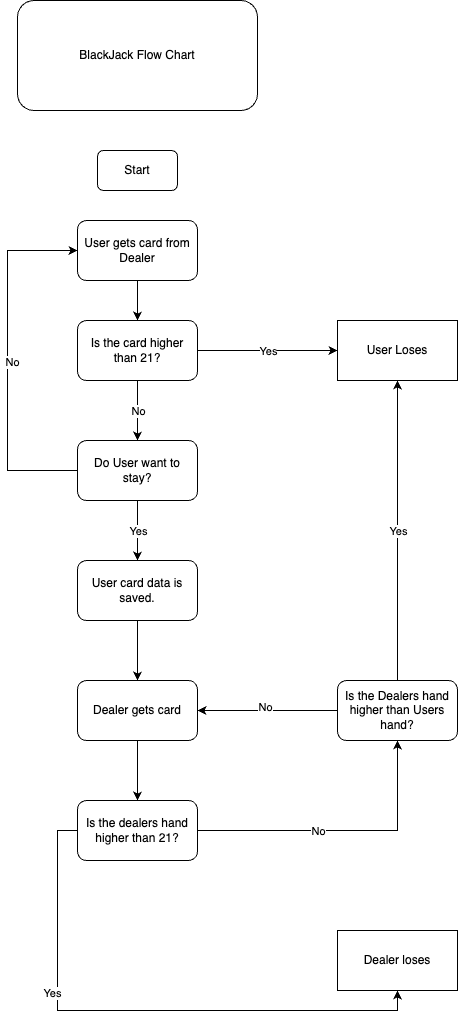 BlackJack Flow Chart
Start
User gets card from
Dealer
Is the card higher
than 21?
Yes
User Loses
No
No
Do User want to
stay?
Yes
Yes
User card data is
saved.
Dealer gets card
No
Is the Dealers hand
higher than Users
hand?
Is the dealers hand
higher than 21?
No
Dealer loses
Yes